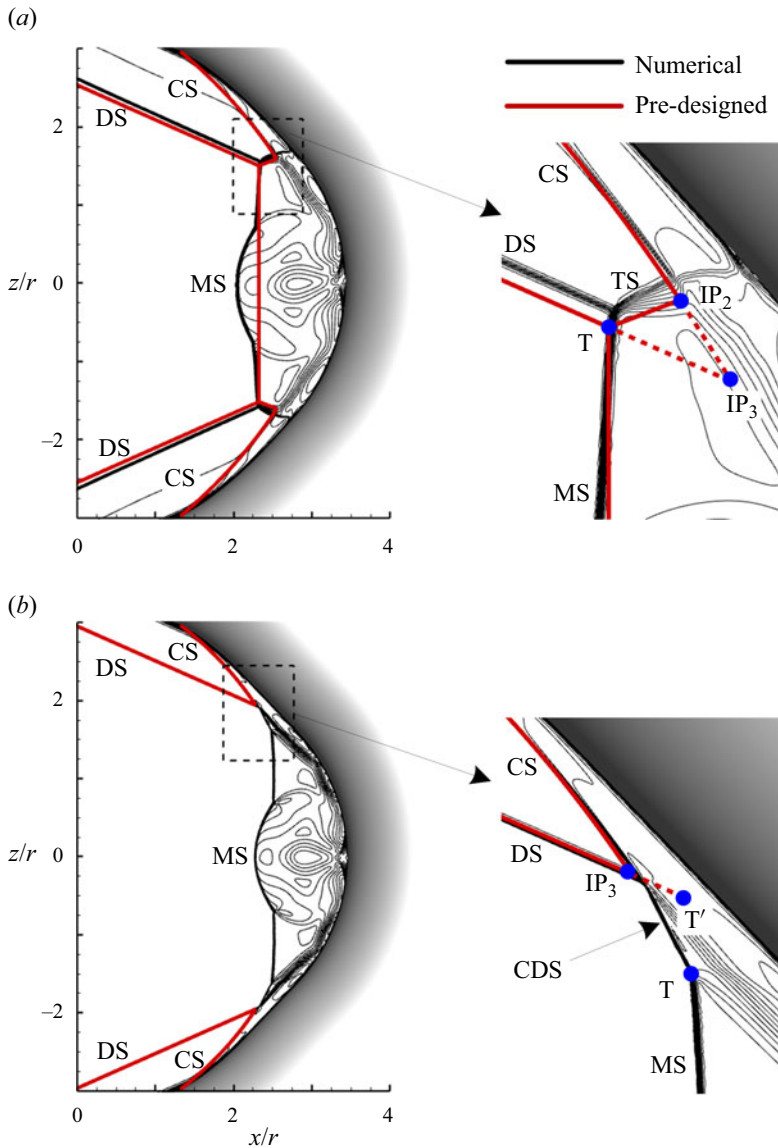 (a)
Numerical
Pre-designed
CS
DS
2
z/r
0
MS
−2
DS
CS
0
2
4
CS
DS
TS
IP₂
T
IP₃
MS
(b)
CS
DS
2
z/r
0
MS
−2
DS
CS
0
2
4
x/r
CS
DS
IP₃
T′
CDS
T
MS